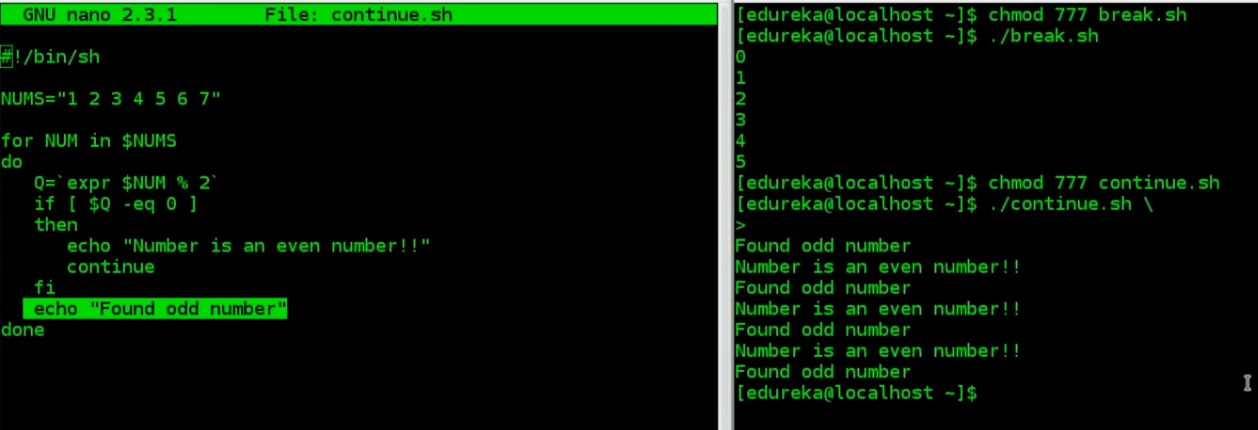 GNU nano 2.3.1 File: continue.sh
#!/bin/sh
NUMS="1 2 3 4 5 6 7"
for NUM in $NUMS
do
Q=`expr $NUM % 2`
if [ $Q -eq 0 ]
then
echo "Number is an even number!!"
continue
fi
echo "Found odd number"
done
[edureka@localhost ~]$ chmod 777 break.sh
[edureka@localhost ~]$ ./break.sh
0
1
2
3
4
5
[edureka@localhost ~]$ chmod 777 continue.sh
[edureka@localhost ~]$ ./continue.sh \
>
Found odd number
Number is an even number!!
Found odd number
Number is an even number!!
Found odd number
Number is an even number!!
Found odd number
[edureka@localhost ~]$